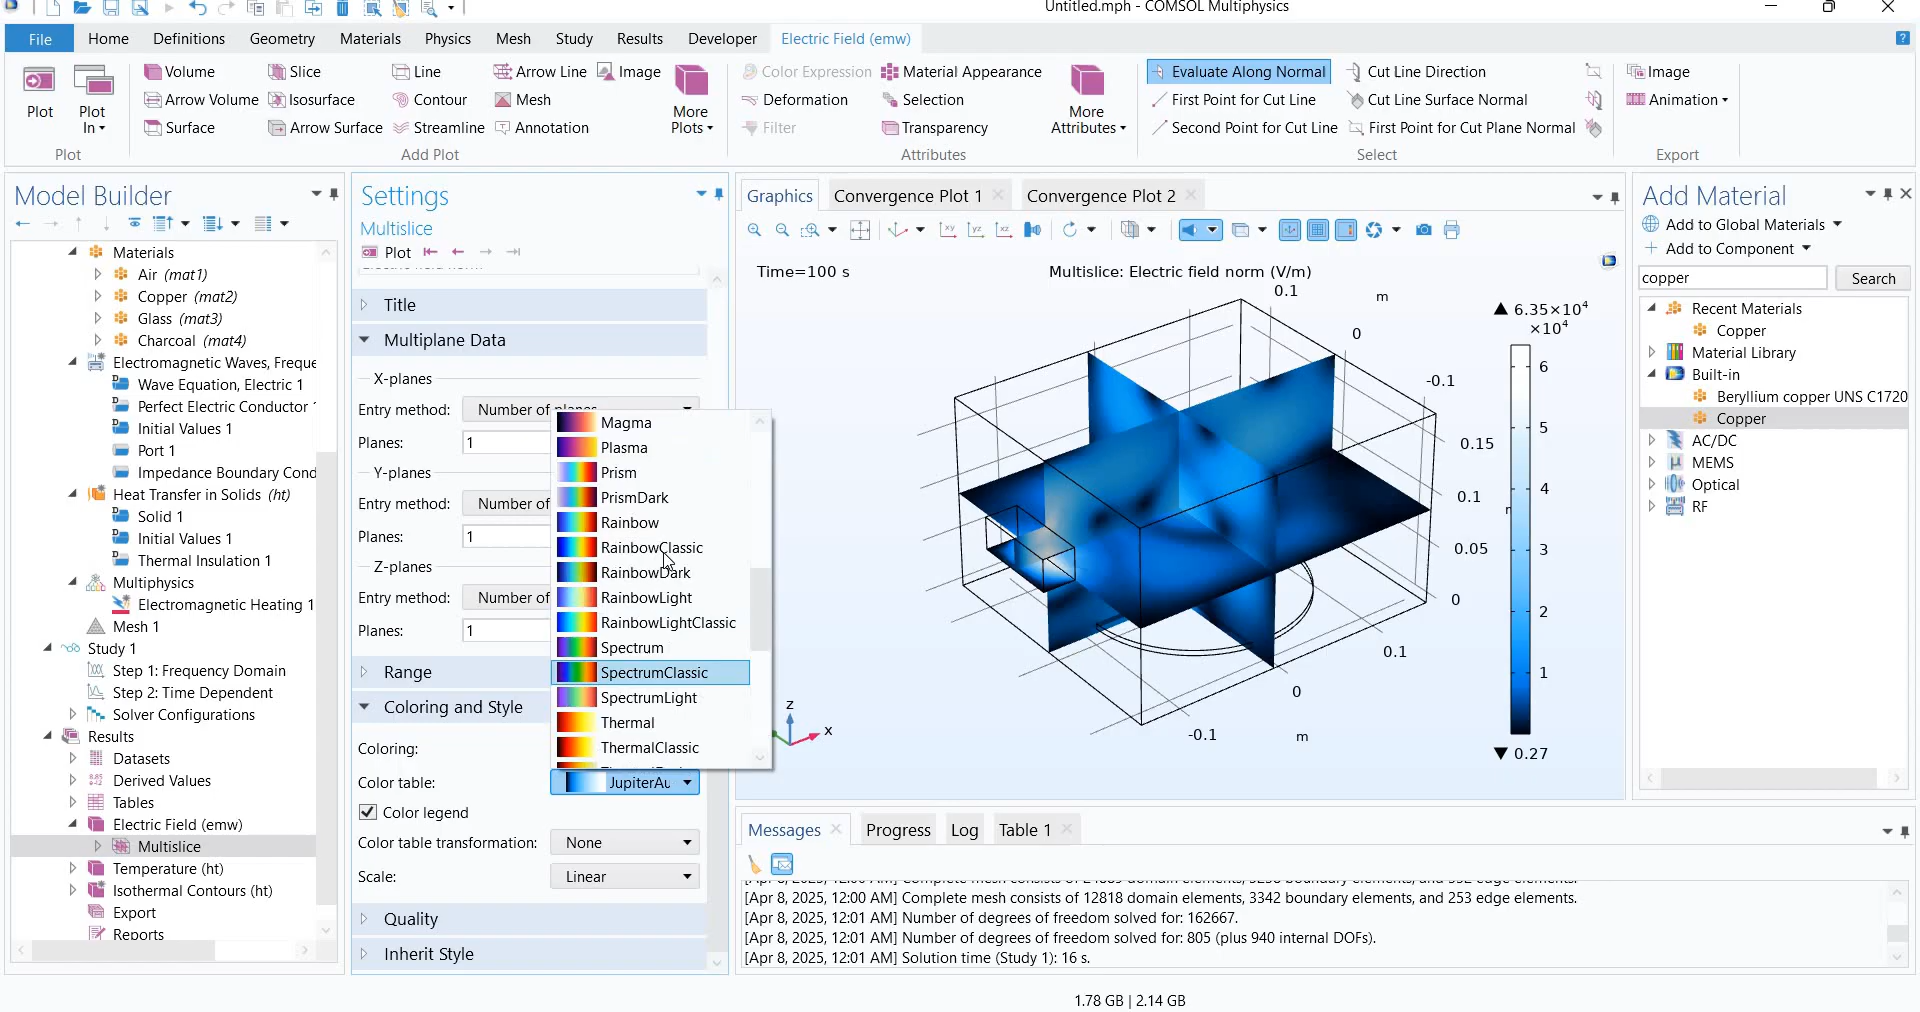 Untitled.mph - COMSOL Multiphysics
File Home Definitions Geometry Materials Physics Mesh Study Results Developer Electric Field (emw)
Volume Slice Line Arrow Line Image Color Expression Material Appearance Evaluate Along Normal Cut Line Direction Image
Arrow Volume Isosurface Contour Mesh Deformation Selection First Point for Cut Line Cut Line Surface Normal Animation
Surface Arrow Surface Streamline Annotation Filter Transparency Second Point for Cut Line First Point for Cut Plane Normal
Plot
Plot
In
More
Plots
More
Attributes
Plot Add Plot Attributes Select Export
Model Builder
Materials
Air (mat1)
Copper (mat2)
Glass (mat3)
Charcoal (mat4)
Electromagnetic Waves, Freque
Wave Equation, Electric 1
Perfect Electric Conductor
Initial Values 1
Port 1
Impedance Boundary Cond
Heat Transfer in Solids (ht)
Solid 1
Initial Values 1
Thermal Insulation 1
Multiphysics
Electromagnetic Heating 1
Mesh 1
Study 1
Step 1: Frequency Domain
Step 2: Time Dependent
Solver Configurations
Results
Datasets
Derived Values
Tables
Electric Field (emw)
Multislice
Temperature (ht)
Isothermal Contours (ht)
Export
Reports
Settings
Multislice
Plot
Title
Multiplane Data
X-planes
Entry method: Number of planes
Planes: 1
Y-planes
Entry method: Number of
Planes: 1
Z-planes
Entry method: Number of
Planes: 1
Range
Coloring and Style
Coloring:
Color table: JupiterAu
Color legend
Color table transformation: None
Scale: Linear
Quality
Inherit Style
Magma
Plasma
Prism
PrismDark
Rainbow
RainbowClassic
RainbowDark
RainbowLight
RainbowLightClassic
Spectrum
SpectrumClassic
SpectrumLight
Thermal
ThermalClassic
Graphics Convergence Plot 1 Convergence Plot 2
xy yz xz
Time=100 s Multislice: Electric field norm (V/m)
0.1
m
0
-0.1
0.15
0.1
0.05
0
0.1
0
-0.1
m
z
x
▲ 6.35×10⁴
×10⁴
6
5
4
3
2
1
▼ 0.27
Messages Progress Log Table 1
[Apr 8, 2025, 12:00 AM] Complete mesh consists of 12818 domain elements, 3342 boundary elements, and 253 edge elements.
[Apr 8, 2025, 12:01 AM] Number of degrees of freedom solved for: 162667.
[Apr 8, 2025, 12:01 AM] Number of degrees of freedom solved for: 805 (plus 940 internal DOFs).
[Apr 8, 2025, 12:01 AM] Solution time (Study 1): 16 s.
Add Material
Add to Global Materials
Add to Component
copper Search
Recent Materials
Copper
Material Library
Built-in
Beryllium copper UNS C1720
Copper
AC/DC
MEMS
Optical
RF
1.78 GB | 2.14 GB